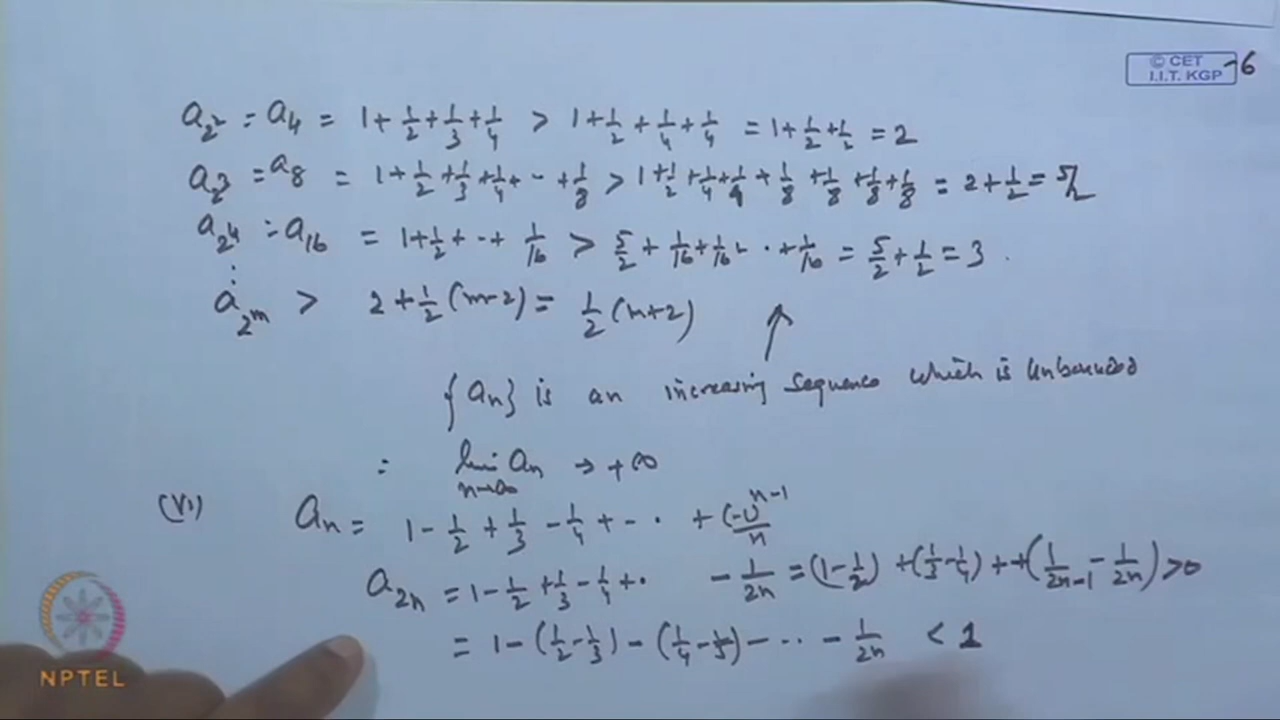 © CET
I.I.T. KGP -6
a_{2^2} = a_4 = 1 + 1/2 + 1/3 + 1/4 > 1 + 1/2 + 1/4 + 1/4 = 1 + 1/2 + 1/2 = 2
a_{2^3} = a_8 = 1 + 1/2 + 1/3 + 1/4 + -- + 1/8 > 1 + 1/2 + 1/4 + 1/4 + 1/8 + 1/8 + 1/8 + 1/8 = 2 + 1/2 = 5/2
a_{2^4} = a_{16} = 1 + 1/2 + -- + 1/16 > 5/2 + 1/16 + 1/16 + .. + 1/16 = 5/2 + 1/2 = 3 .
⋮
a_{2^m} > 2 + 1/2 (m-2) = 1/2 (m+2)
{a_n} is an increasing sequence which is unbounded
: lim_{n→∞} a_n → +∞
(VI) a_n = 1 - 1/2 + 1/3 - 1/4 + - .. + (-1)^{n-1}/n
a_{2n} = 1 - 1/2 + 1/3 - 1/4 + . - 1/2n = (1 - 1/2) + (1/3 - 1/4) + + (1/2n-1 - 1/2n) > 0
= 1 - (1/2 - 1/3) - (1/4 - 1/5) - ... - 1/2n < 1
NPTEL